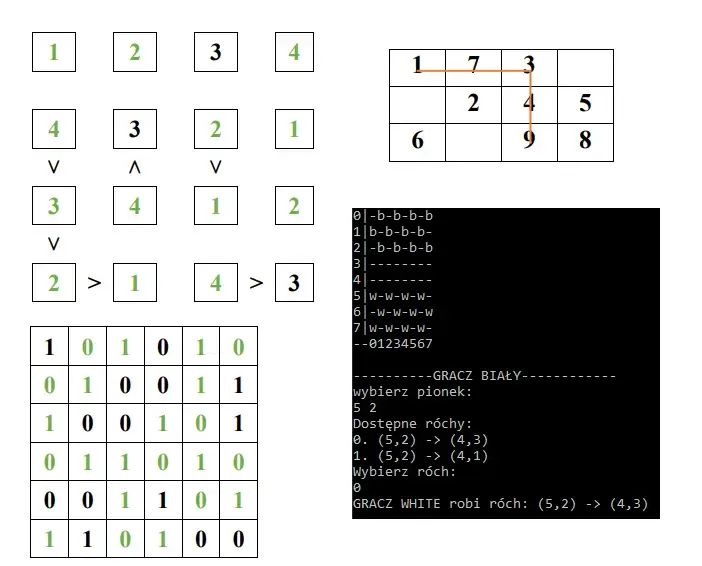 1 2 3 4
4 3 2 1
v ^ v
3 4 1 2
v
2 > 1 4 > 3
1 7 3
2 4 5
6 9 8
1 0 1 0 1 0
0 1 0 0 1 1
1 0 0 1 0 1
0 1 1 0 1 0
0 0 1 1 0 1
1 1 0 1 0 0
0|-b-b-b-b
1|b-b-b-b-
2|-b-b-b-b
3|--------
4|--------
5|w-w-w-w-
6|-w-w-w-w
7|w-w-w-w-
--01234567
----------GRACZ BIAŁY------------
wybierz pionek:
5 2
Dostępne róchy:
0. (5,2) -> (4,3)
1. (5,2) -> (4,1)
Wybierz róch:
0
GRACZ WHITE robi róch: (5,2) -> (4,3)